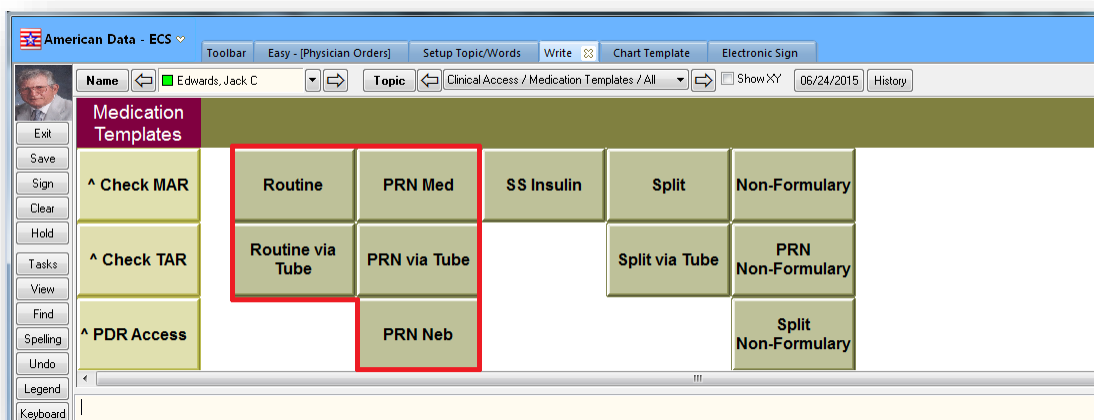 American Data - ECS
Toolbar Easy - [Physician Orders] Setup Topic/Words Write Chart Template Electronic Sign
Name Edwards, Jack C Topic Clinical Access / Medication Templates / All Show XY 06/24/2015 History
Medication
Templates
Exit
Save
Sign
Clear
Hold
Tasks
View
Find
Spelling
Undo
Legend
Keyboard
^ Check MAR Routine PRN Med SS Insulin Split Non-Formulary
^ Check TAR Routine via Tube PRN via Tube Split via Tube PRN Non-Formulary
^ PDR Access PRN Neb Split Non-Formulary